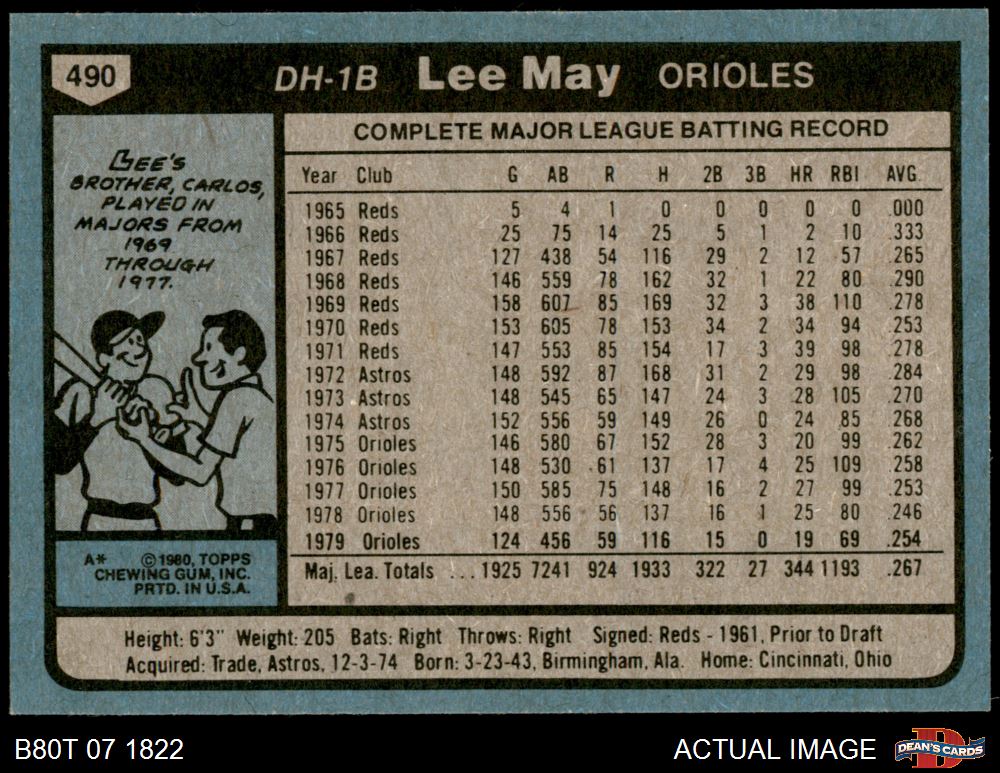 490 DH-1B Lee May ORIOLES
LEE'S
BROTHER, CARLOS,
PLAYED IN
MAJORS FROM
1969
THROUGH
1977.
A* ©1980, TOPPS
CHEWING GUM, INC.
PRTD. IN U.S.A.
COMPLETE MAJOR LEAGUE BATTING RECORD
Year Club G AB R H 2B 3B HR RBI AVG.
1965 Reds 5 4 1 0 0 0 0 0 .000
1966 Reds 25 75 14 25 5 1 2 10 .333
1967 Reds 127 438 54 116 29 2 12 57 .265
1968 Reds 146 559 78 162 32 1 22 80 .290
1969 Reds 158 607 85 169 32 3 38 110 .278
1970 Reds 153 605 78 153 34 2 34 94 .253
1971 Reds 147 553 85 154 17 3 39 98 .278
1972 Astros 148 592 87 168 31 2 29 98 .284
1973 Astros 148 545 65 147 24 3 28 105 .270
1974 Astros 152 556 59 149 26 0 24 85 .268
1975 Orioles 146 580 67 152 28 3 20 99 .262
1976 Orioles 148 530 61 137 17 4 25 109 .258
1977 Orioles 150 585 75 148 16 2 27 99 .253
1978 Orioles 148 556 56 137 16 1 25 80 .246
1979 Orioles 124 456 59 116 15 0 19 69 .254
Maj. Lea. Totals ... 1925 7241 924 1933 322 27 344 1193 .267
Height: 6'3" Weight: 205 Bats: Right Throws: Right Signed: Reds - 1961, Prior to Draft
Acquired: Trade, Astros, 12-3-74 Born: 3-23-43, Birmingham, Ala. Home: Cincinnati, Ohio
B80T 07 1822 ACTUAL IMAGE D DEAN'S CARDS